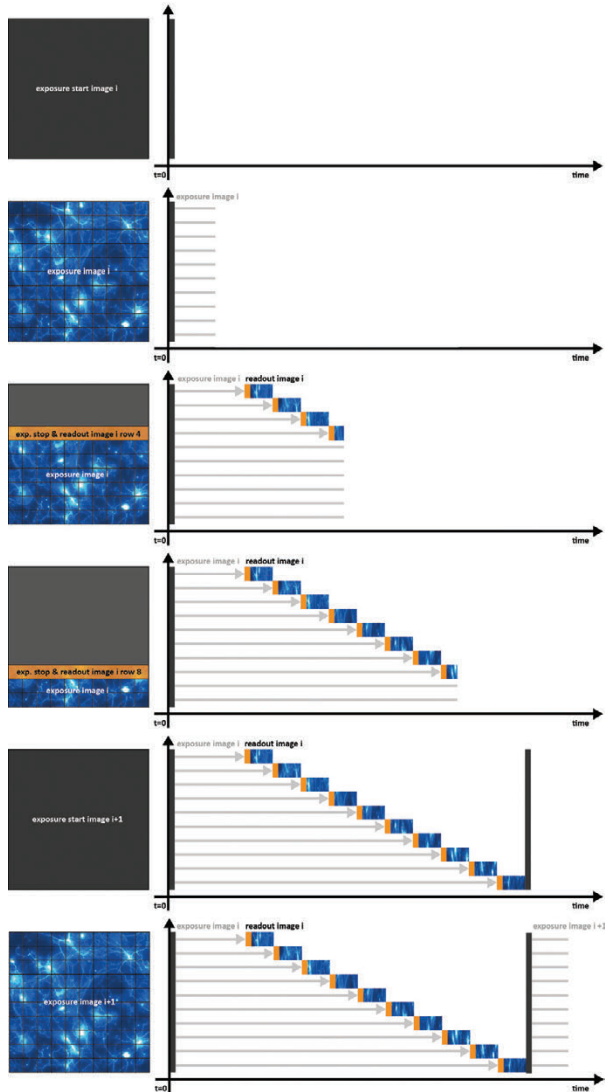 exposure start image i
t=0
time
exposure image i
exposure image i
t=0
time
exposure image i readout image i
exp. stop & readout image i row 4
exposure image i
t=0
time
exposure image i readout image i
exp. stop & readout image i row 8
exposure image i
t=0
time
exposure image i readout image i
exposure start image i+1
t=0
time
exposure image i readout image i
exposure image i +1
exposure image i+1
t=0
time